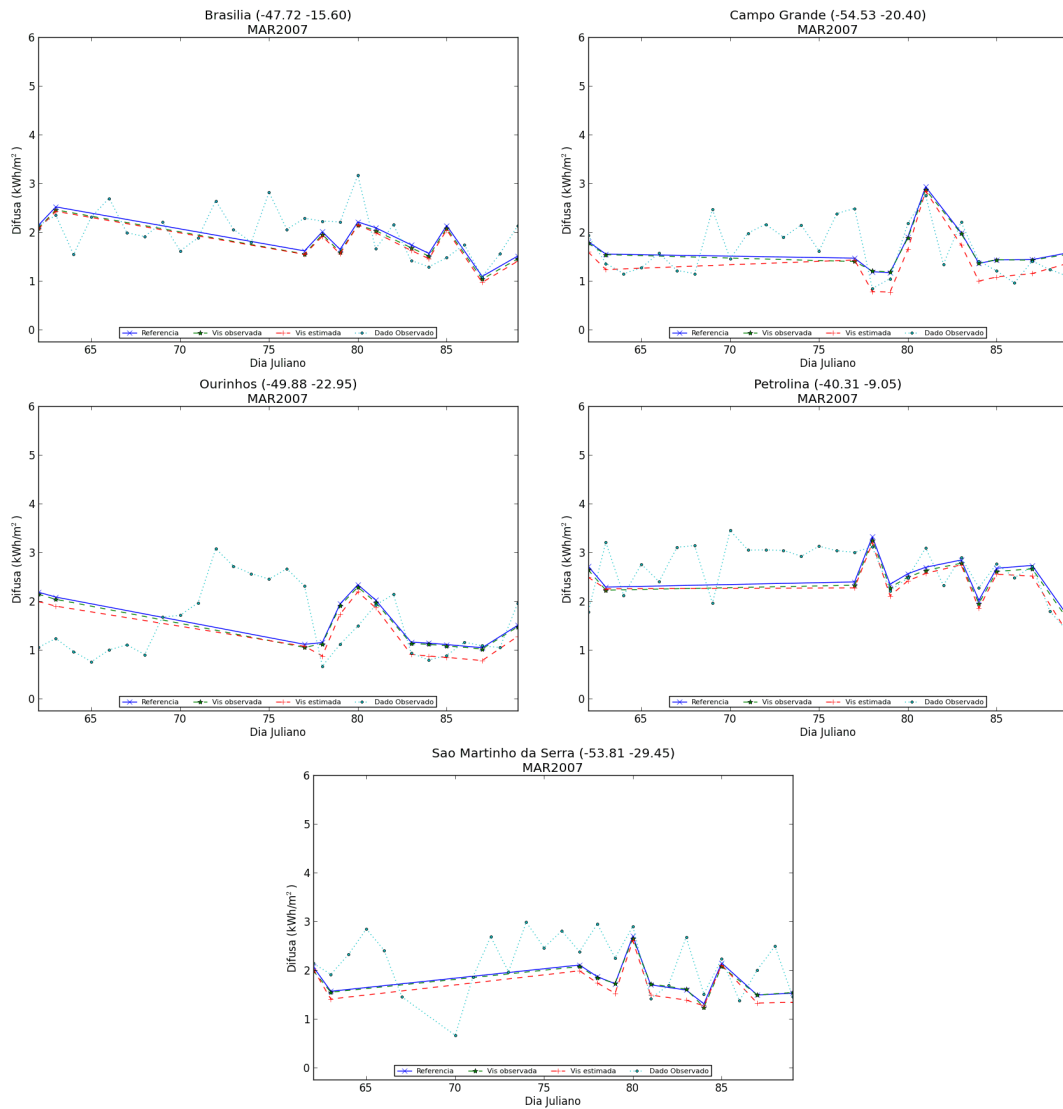 Brasilia (-47.72 -15.60)
MAR2007
Difusa (kWh/m² )
6
5
4
3
2
1
0
65 70 75 80 85
Referencia Vis observada Vis estimada Dado Observado
Dia Juliano
Campo Grande (-54.53 -20.40)
MAR2007
Difusa (kWh/m² )
6
5
4
3
2
1
0
65 70 75 80 85
Referencia Vis observada Vis estimada Dado Observado
Dia Juliano
Ourinhos (-49.88 -22.95)
MAR2007
Difusa (kWh/m² )
6
5
4
3
2
1
0
65 70 75 80 85
Referencia Vis observada Vis estimada Dado Observado
Dia Juliano
Petrolina (-40.31 -9.05)
MAR2007
Difusa (kWh/m² )
6
5
4
3
2
1
0
65 70 75 80 85
Referencia Vis observada Vis estimada Dado Observado
Dia Juliano
Sao Martinho da Serra (-53.81 -29.45)
MAR2007
Difusa (kWh/m² )
6
5
4
3
2
1
0
65 70 75 80 85
Referencia Vis observada Vis estimada Dado Observado
Dia Juliano